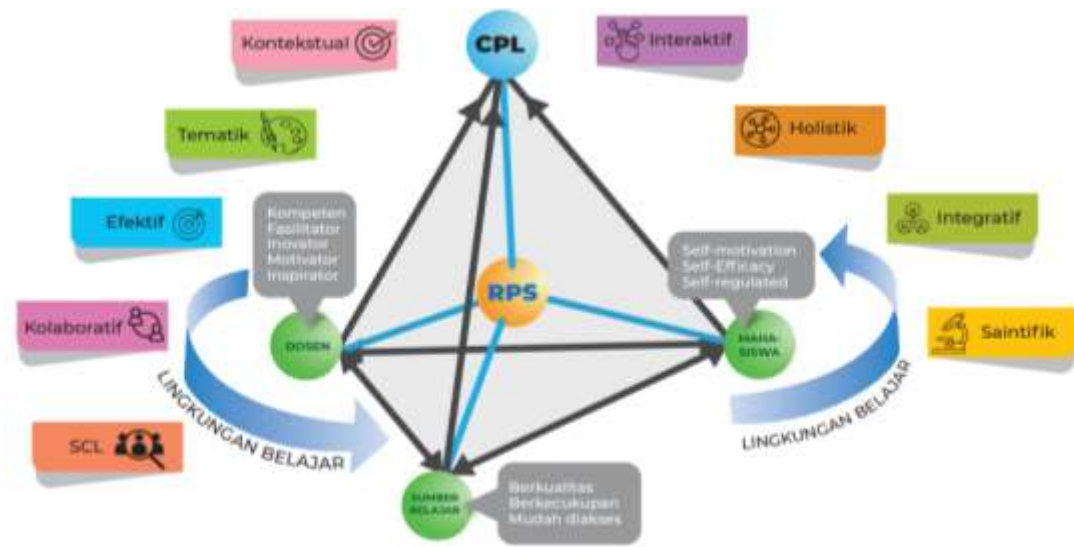 Kontekstual
CPL
Interaktif
Tematik
Holistik
Efektif
Kompeten
Fasilitator
Inovator
Motivator
Inspirator
Self-motivation
Self-Efficacy
Self-regulated
Integratif
RPS
Kolaboratif
DOSEN
MAHA-
SISWA
Saintifik
LINGKUNGAN BELAJAR
LINGKUNGAN BELAJAR
SCL
SUMBER
BELAJAR
Berkualitas
Berkecukupan
Mudah diakses